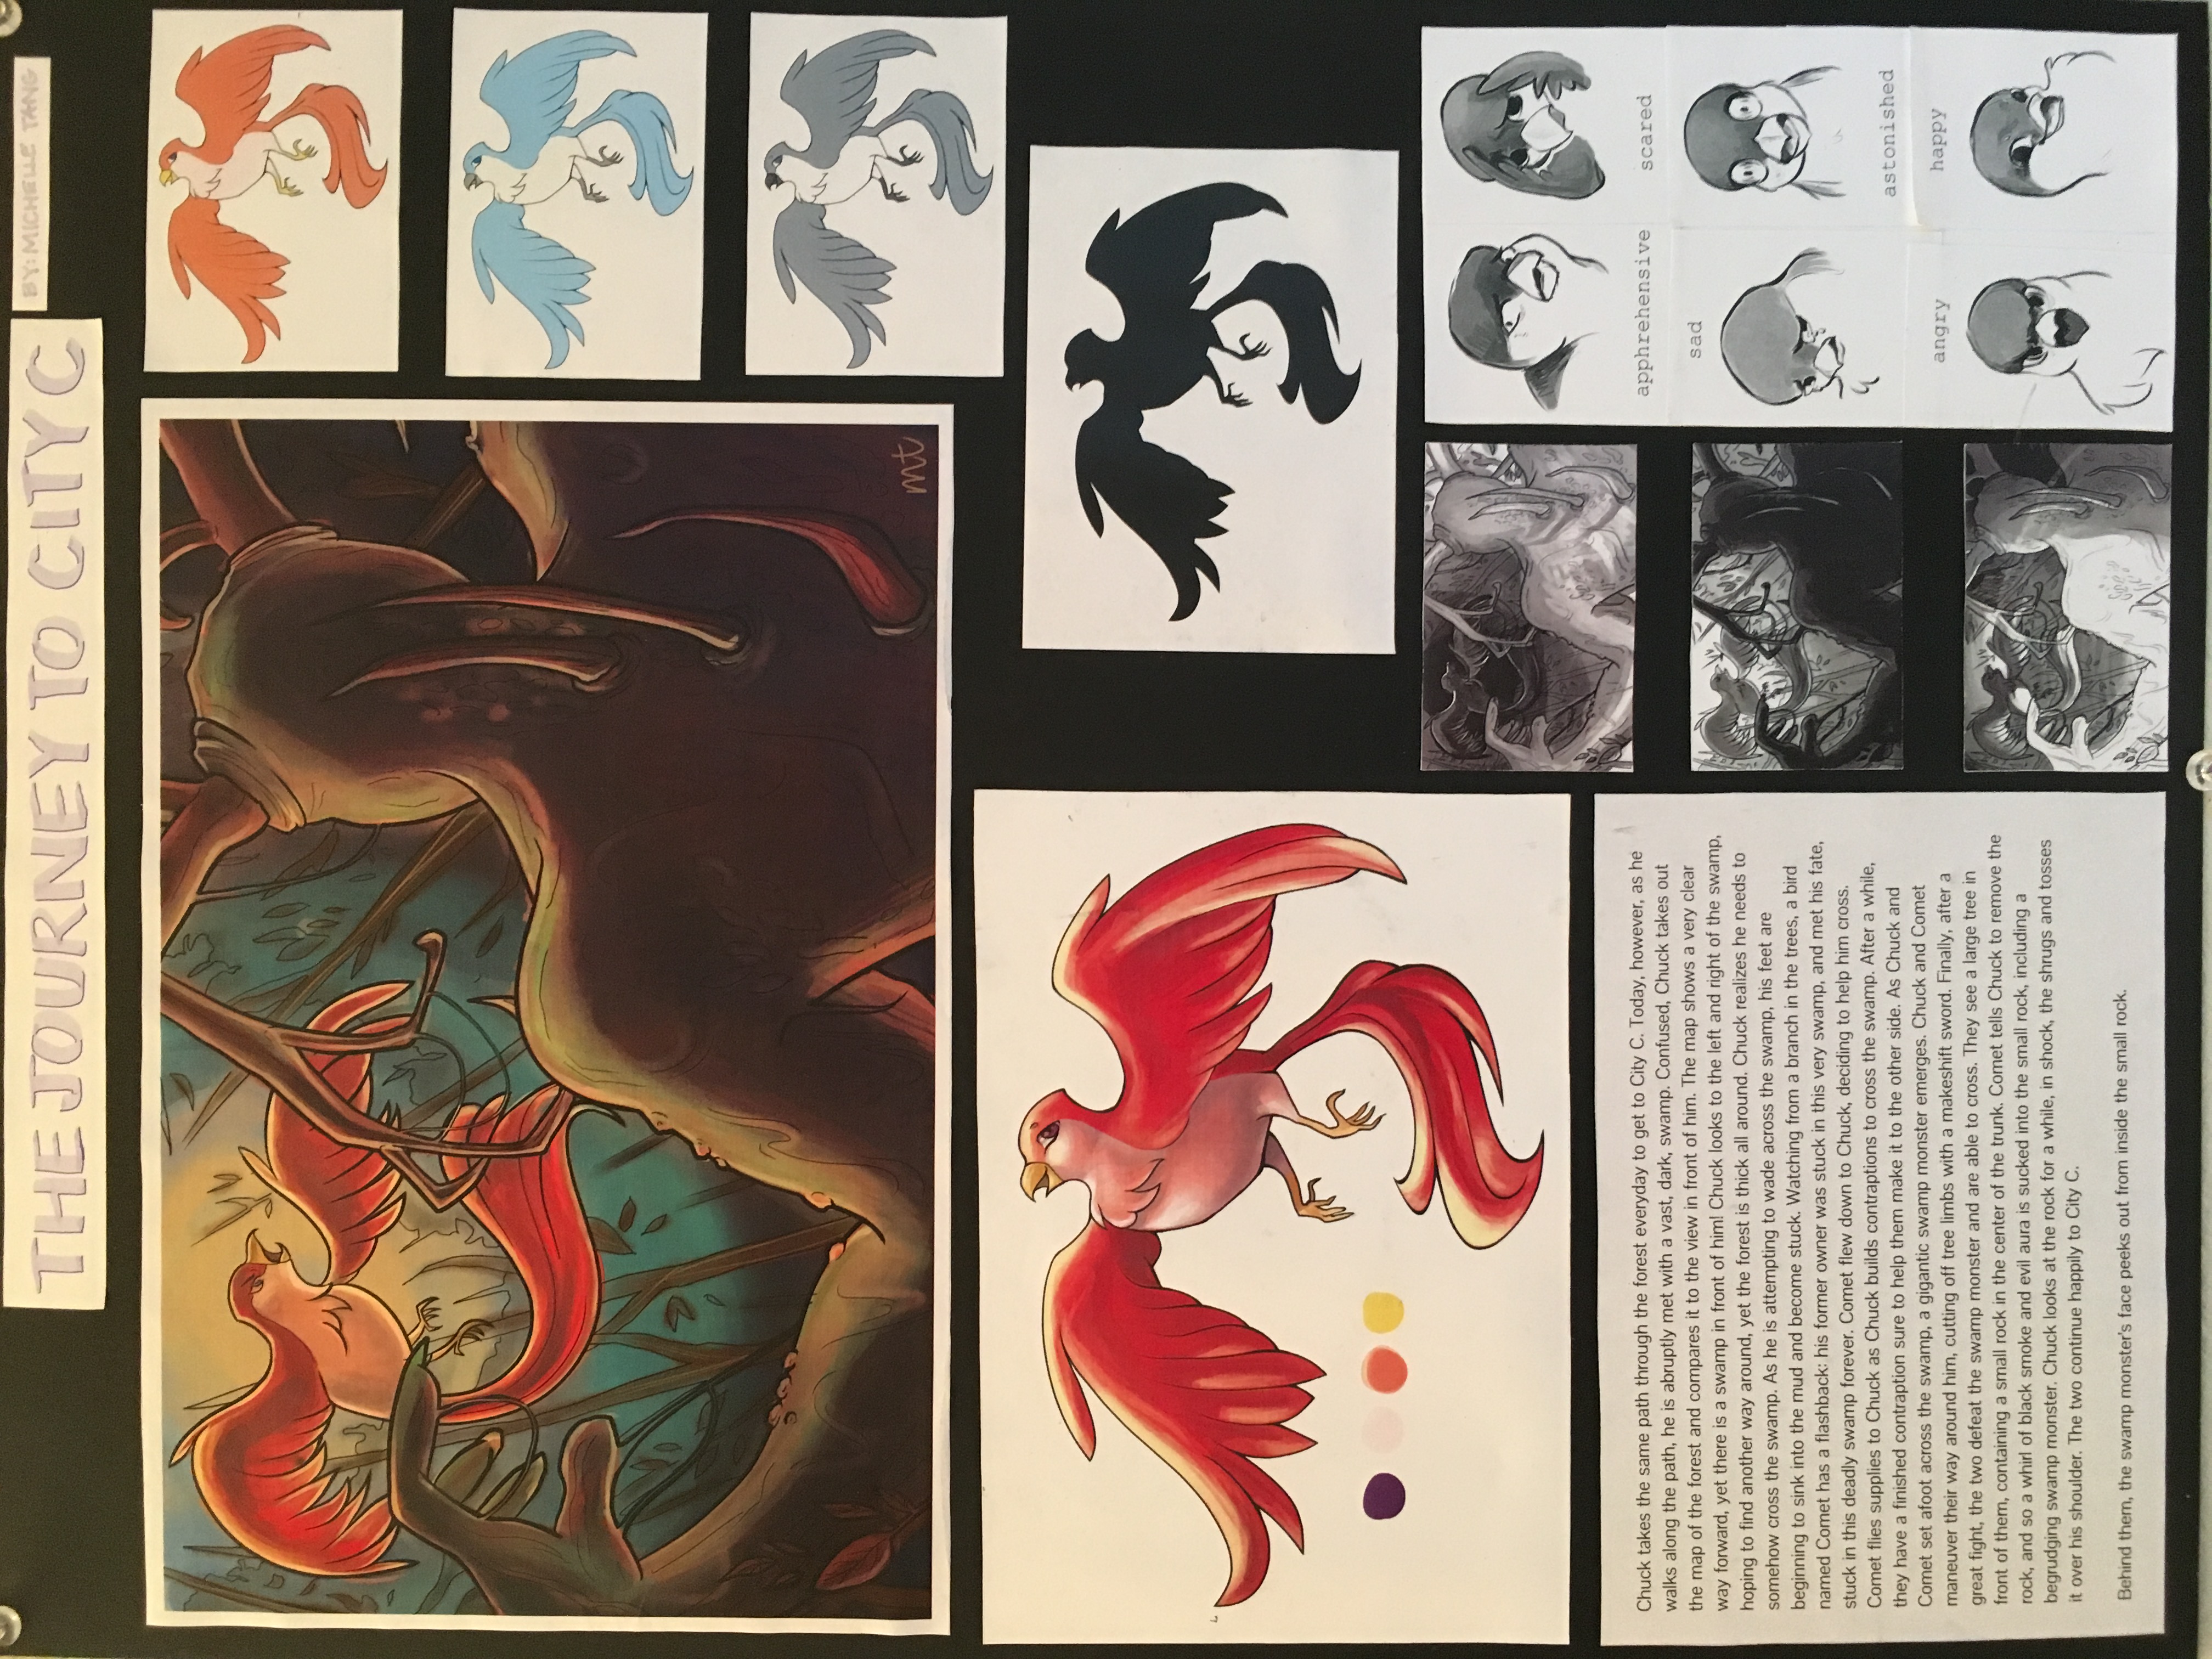 THE JOURNEY TO CITY C
BY: MICHELLE TANG
mt
Chuck takes the same path through the forest everyday to get to City C. Today, however, as he
walks along the path, he is abruptly met with a vast, dark, swamp. Confused, Chuck takes out
the map of the forest and compares it to the view in front of him. The map shows a very clear
way forward, yet there is a swamp in front of him! Chuck looks to the left and right of the swamp,
hoping to find another way around, yet the forest is thick all around. Chuck realizes he needs to
somehow cross the swamp. As he is attempting to wade across the swamp, his feet are
beginning to sink into the mud and become stuck. Watching from a branch in the trees, a bird
named Comet has a flashback: his former owner was stuck in this very swamp, and met his fate,
stuck in this deadly swamp forever. Comet flew down to Chuck, deciding to help him cross.
Comet flies supplies to Chuck as Chuck builds contraptions to cross the swamp. After a while,
they have a finished contraption sure to help them make it to the other side. As Chuck and
Comet set afoot across the swamp, a gigantic swamp monster emerges. Chuck and Comet
maneuver their way around him, cutting off tree limbs with a makeshift sword. Finally, after a
great fight, the two defeat the swamp monster and are able to cross. They see a large tree in
front of them, containing a small rock in the center of the trunk. Comet tells Chuck to remove the
rock, and so a whirl of black smoke and evil aura is sucked into the small rock, including a
begrudging swamp monster. Chuck looks at the rock for a while, in shock, the shrugs and tosses
it over his shoulder. The two continue happily to City C.
Behind them, the swamp monster's face peeks out from inside the small rock.
apphrehensive
scared
sad
astonished
angry
happy